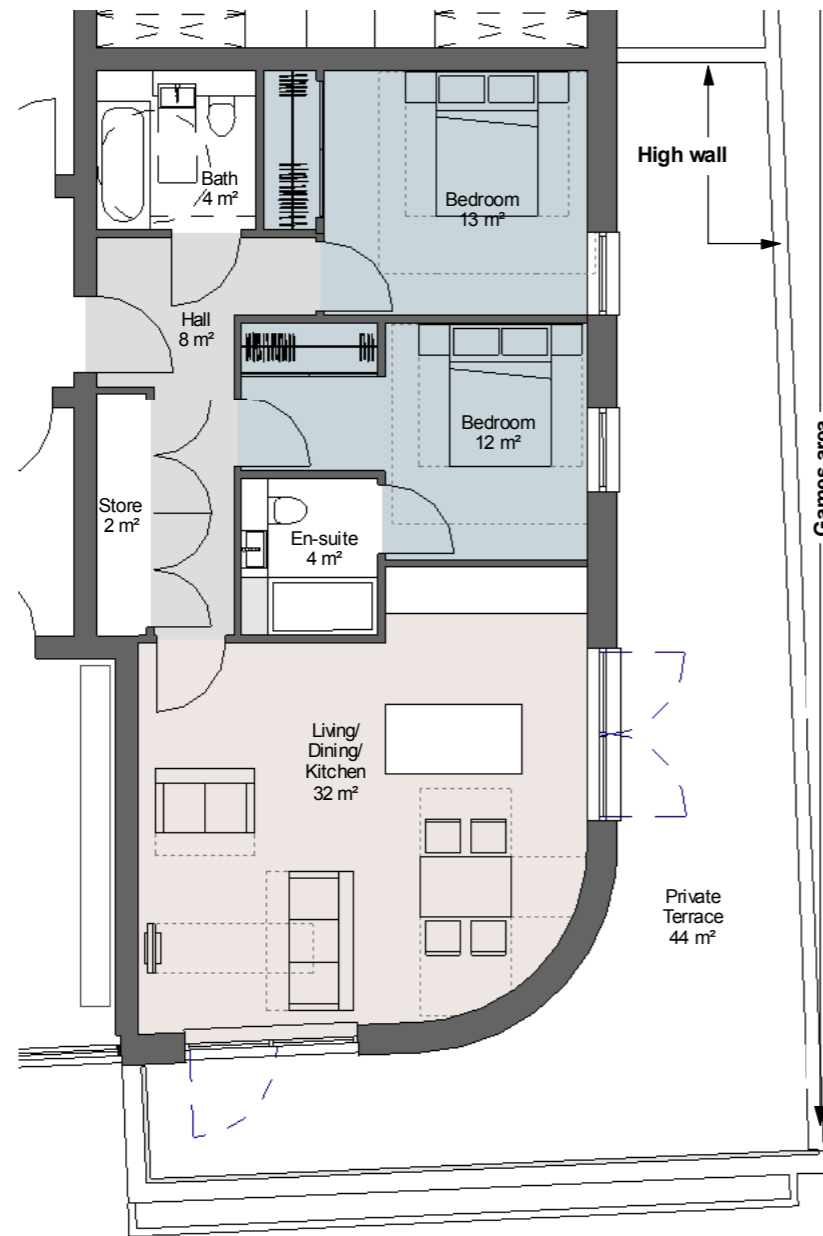 High wall
Bath
4 m²
Bedroom
13 m²
Hall
8 m²
Bedroom
12 m²
Games area
Store
2 m²
En-suite
4 m²
Living/
Dining/
Kitchen
32 m²
Private
Terrace
44 m²